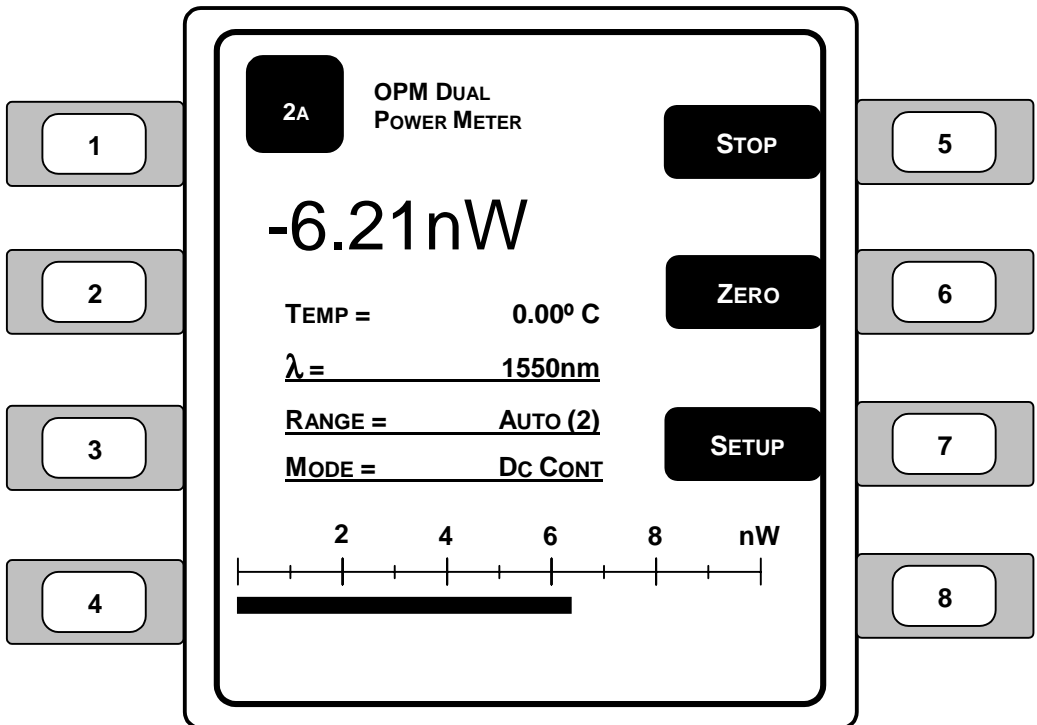 2A
OPM DUAL
POWER METER
-6.21nW
TEMP = 0.00º C
λ = 1550nm
RANGE = AUTO (2)
MODE = DC CONT
2 4 6 8 nW
1
2
3
4
STOP
ZERO
SETUP
5
6
7
8